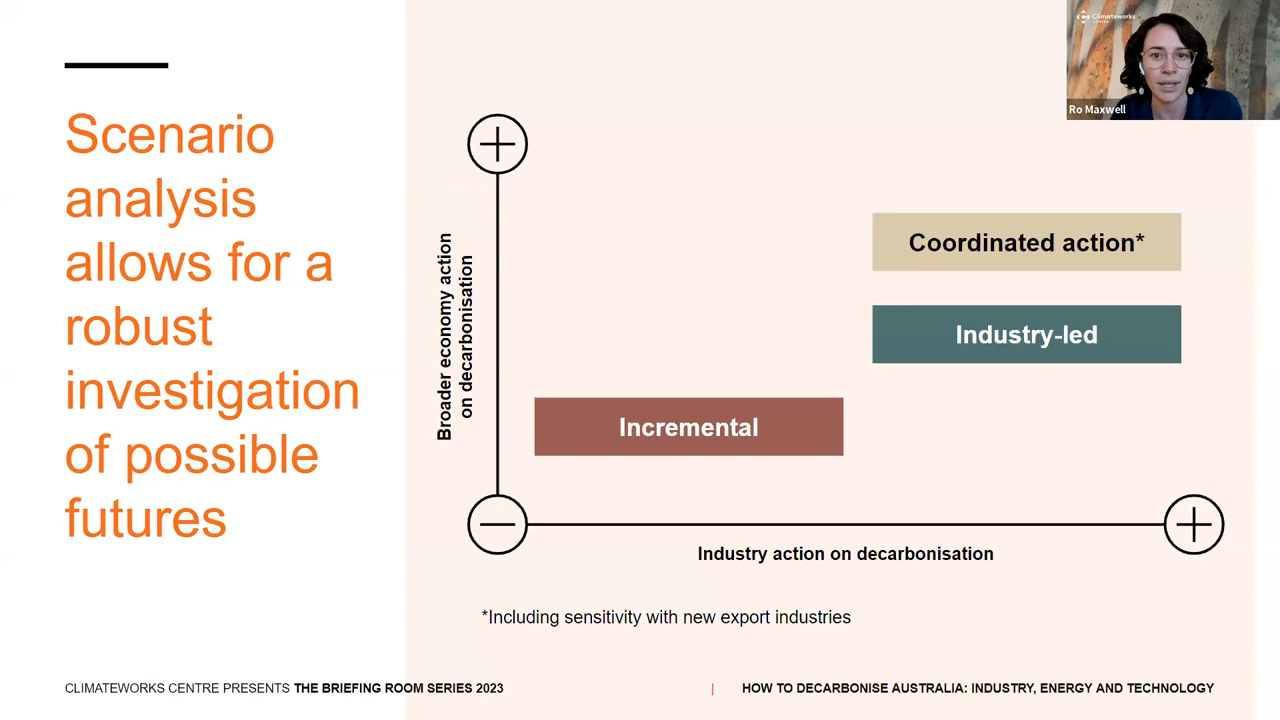 Scenario
analysis
allows for a
robust
investigation
of possible
futures
Climateworks
CENTRE
Ro Maxwell
Broader economy action
on decarbonisation
Coordinated action*
Industry-led
Incremental
Industry action on decarbonisation
*Including sensitivity with new export industries
CLIMATEWORKS CENTRE PRESENTS THE BRIEFING ROOM SERIES 2023
| HOW TO DECARBONISE AUSTRALIA: INDUSTRY, ENERGY AND TECHNOLOGY